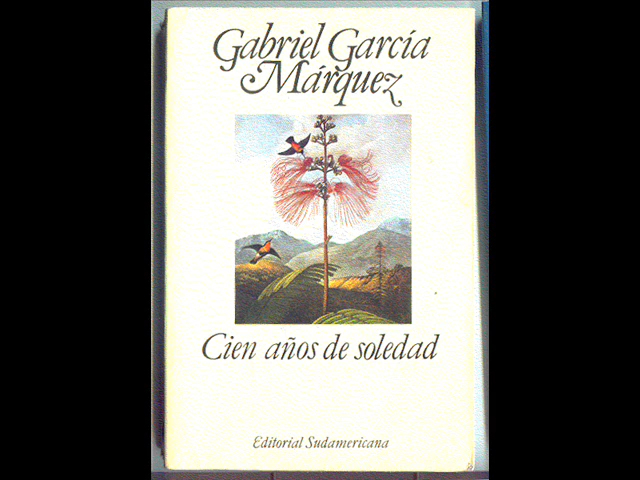 Gabriel García
Márquez
Cien años de soledad
Editorial Sudamericana